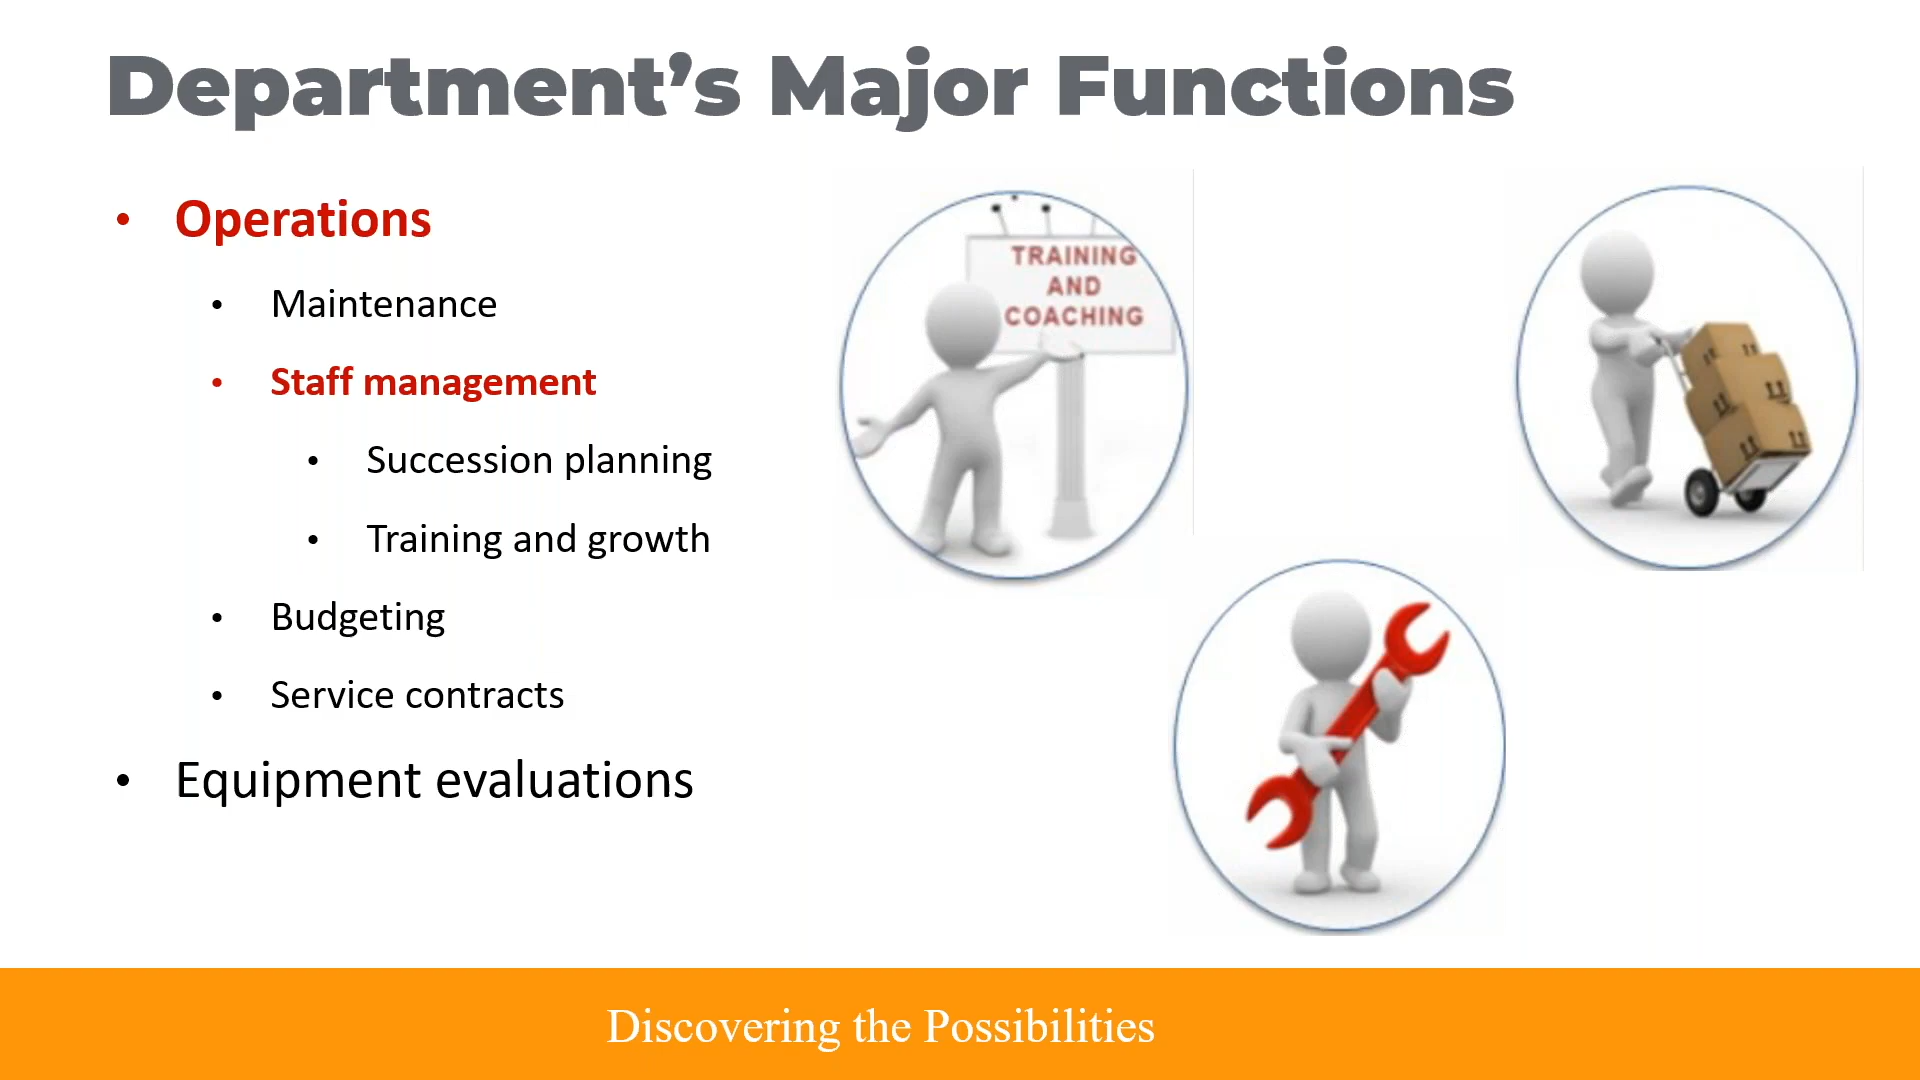 Department’s Major Functions
• Operations
• Maintenance
• Staff management
• Succession planning
• Training and growth
• Budgeting
• Service contracts
• Equipment evaluations
TRAINING
AND
COACHING
Discovering the Possibilities